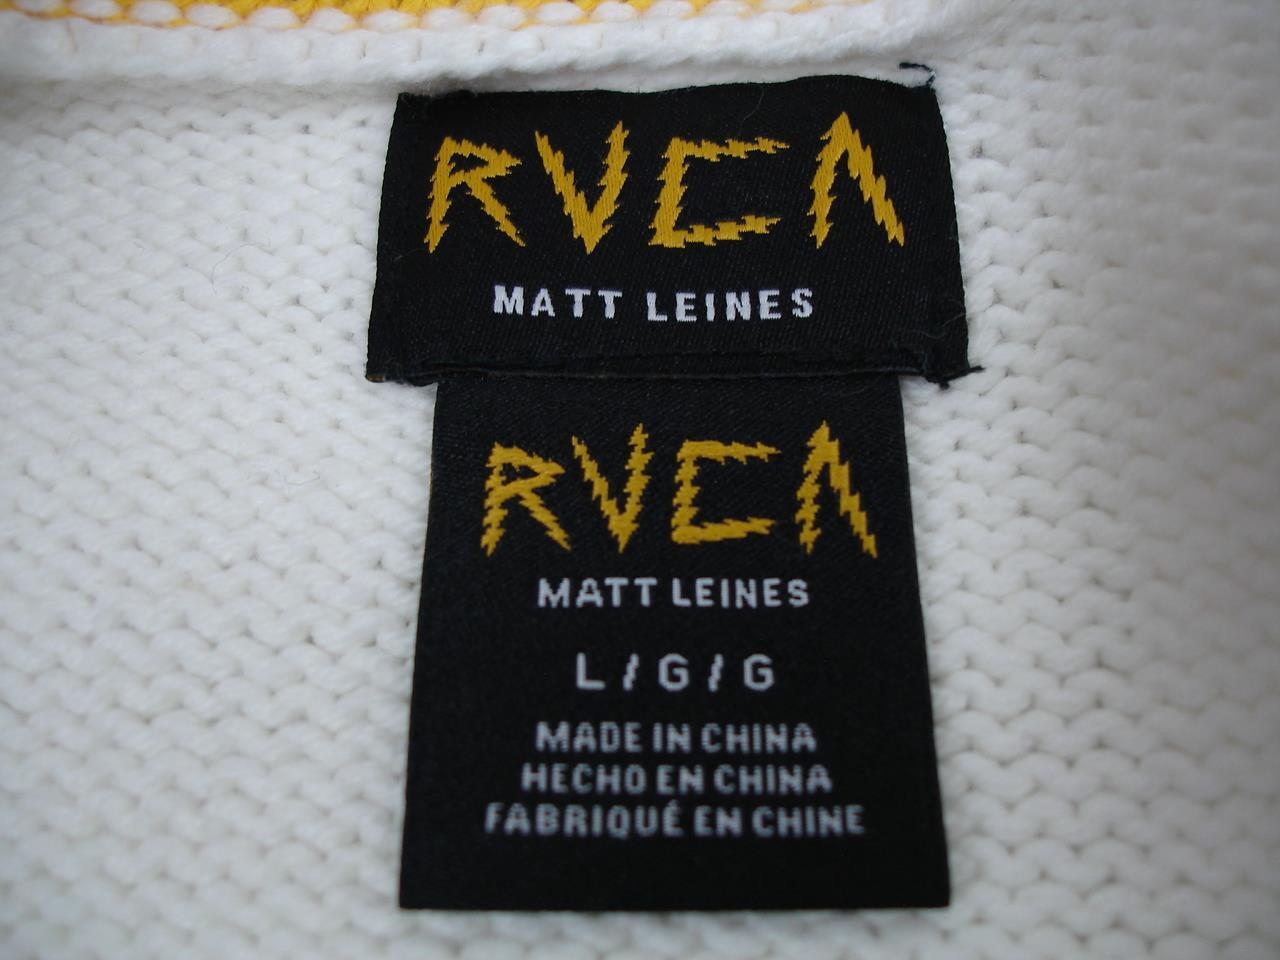 RVCA
MATT LEINES
RVCA
MATT LEINES
L/G/G
MADE IN CHINA
HECHO EN CHINA
FABRIQUÉ EN CHINE